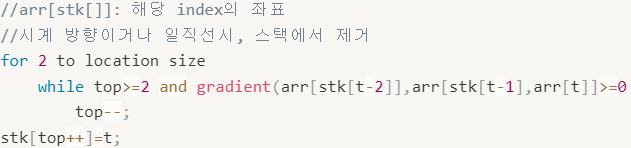 //arr[stk[]]: 해당 index의 좌표
//시계 방향이거나 일직선시, 스택에서 제거
for 2 to location size
    while top>=2 and gradient(arr[stk[t-2]],arr[stk[t-1],arr[t]]>=0
        top--;
stk[top++]=t;